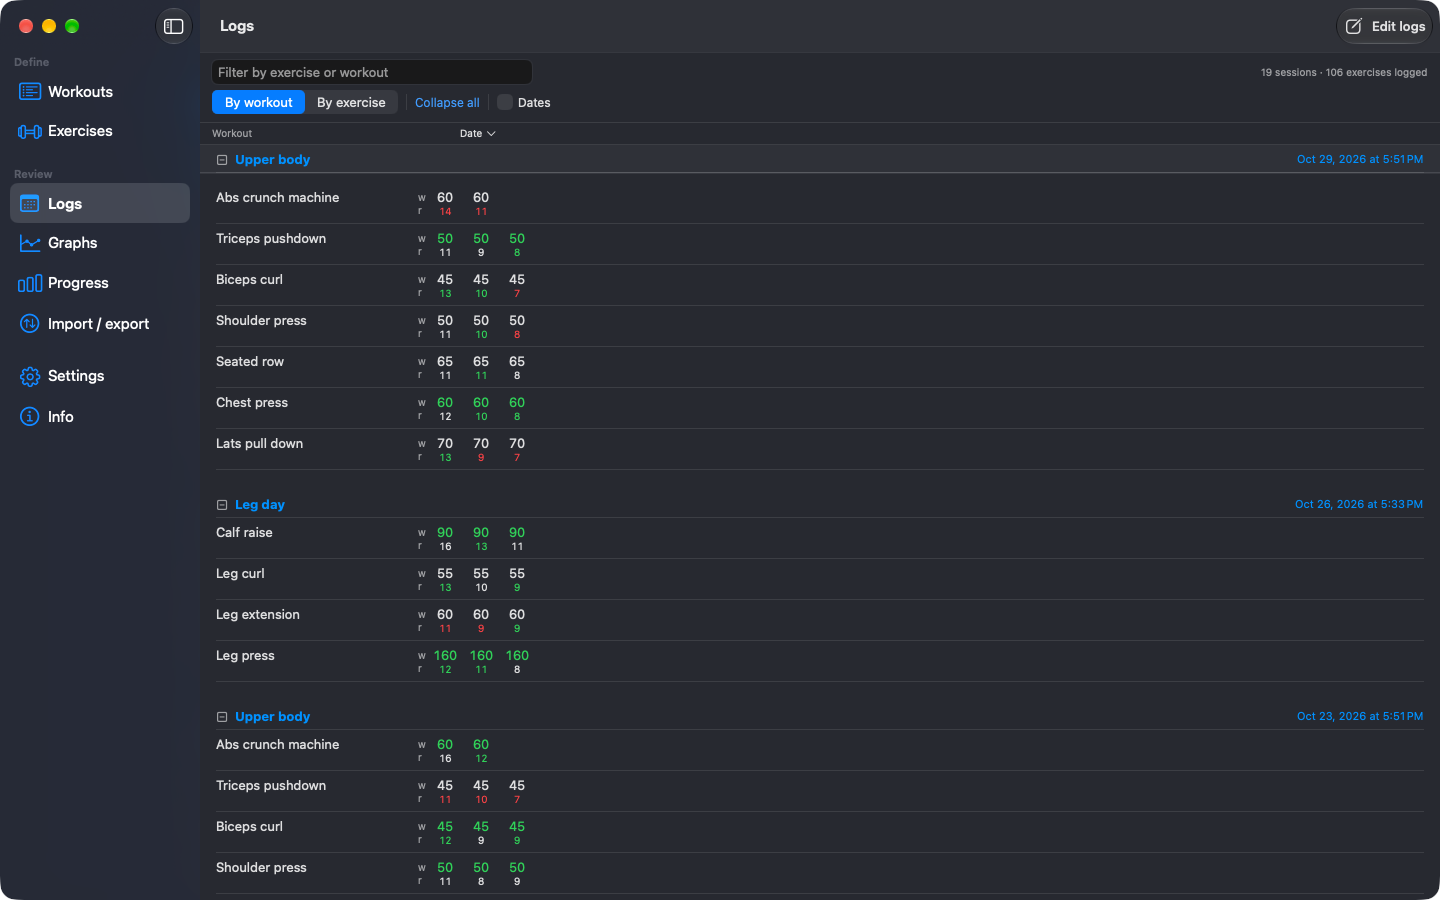 Logs
Edit logs
Define
Workouts
Exercises
Review
Logs
Graphs
Progress
Import / export
Settings
Info
Filter by exercise or workout
19 sessions · 106 exercises logged
By workout By exercise Collapse all Dates
Workout Date
Upper body Oct 29, 2026 at 5:51 PM
Abs crunch machine w 60 60
r 14 11
Triceps pushdown w 50 50 50
r 11 9 8
Biceps curl w 45 45 45
r 13 10 7
Shoulder press w 50 50 50
r 11 10 8
Seated row w 65 65 65
r 11 11 8
Chest press w 60 60 60
r 12 10 8
Lats pull down w 70 70 70
r 13 9 7
Leg day Oct 26, 2026 at 5:33 PM
Calf raise w 90 90 90
r 16 13 11
Leg curl w 55 55 55
r 13 10 9
Leg extension w 60 60 60
r 11 9 9
Leg press w 160 160 160
r 12 11 8
Upper body Oct 23, 2026 at 5:51 PM
Abs crunch machine w 60 60
r 16 12
Triceps pushdown w 45 45 45
r 11 10 7
Biceps curl w 45 45 45
r 12 9 9
Shoulder press w 50 50 50
r 11 8 9